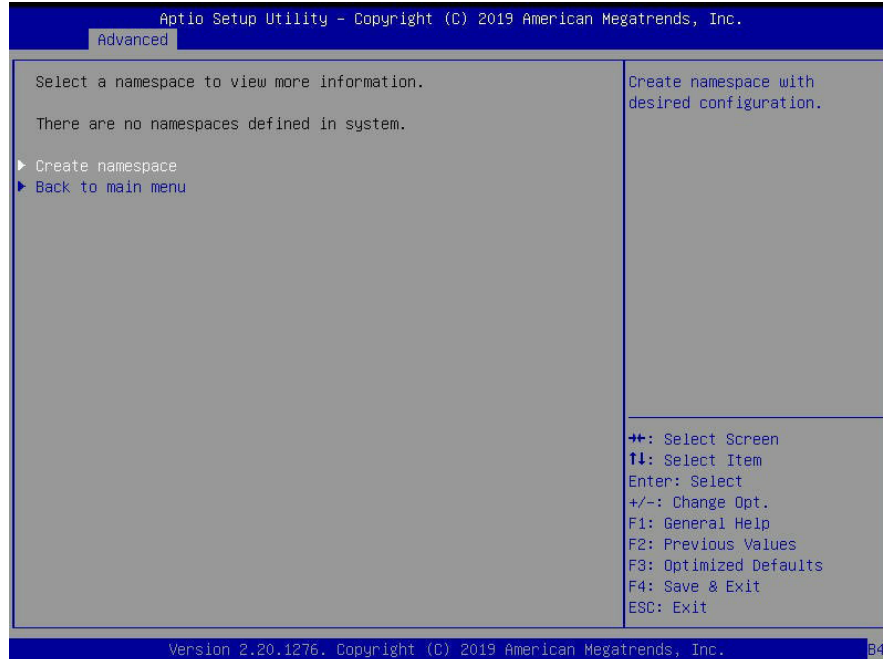 Aptio Setup Utility – Copyright (C) 2019 American Megatrends, Inc.
Advanced
Select a namespace to view more information.
There are no namespaces defined in system.
Create namespace
Back to main menu
Create namespace with
desired configuration.
→←: Select Screen
↑↓: Select Item
Enter: Select
+/-: Change Opt.
F1: General Help
F2: Previous Values
F3: Optimized Defaults
F4: Save & Exit
ESC: Exit
Version 2.20.1276. Copyright (C) 2019 American Megatrends, Inc.
B4